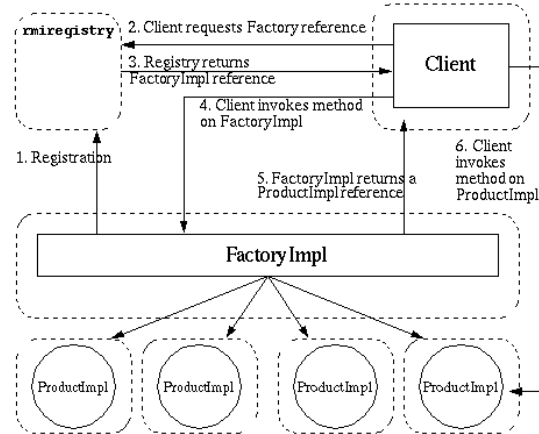 rmiregistry
2. Client requests Factory reference
3. Registry returns
FactoryImpl reference
Client
4. Client invokes method
on FactoryImpl
1. Registration
5. FactoryImpl returns a
ProductImpl reference
6. Client
invokes
method on
ProductImpl
FactoryImpl
ProductImpl
ProductImpl
ProductImpl
ProductImpl